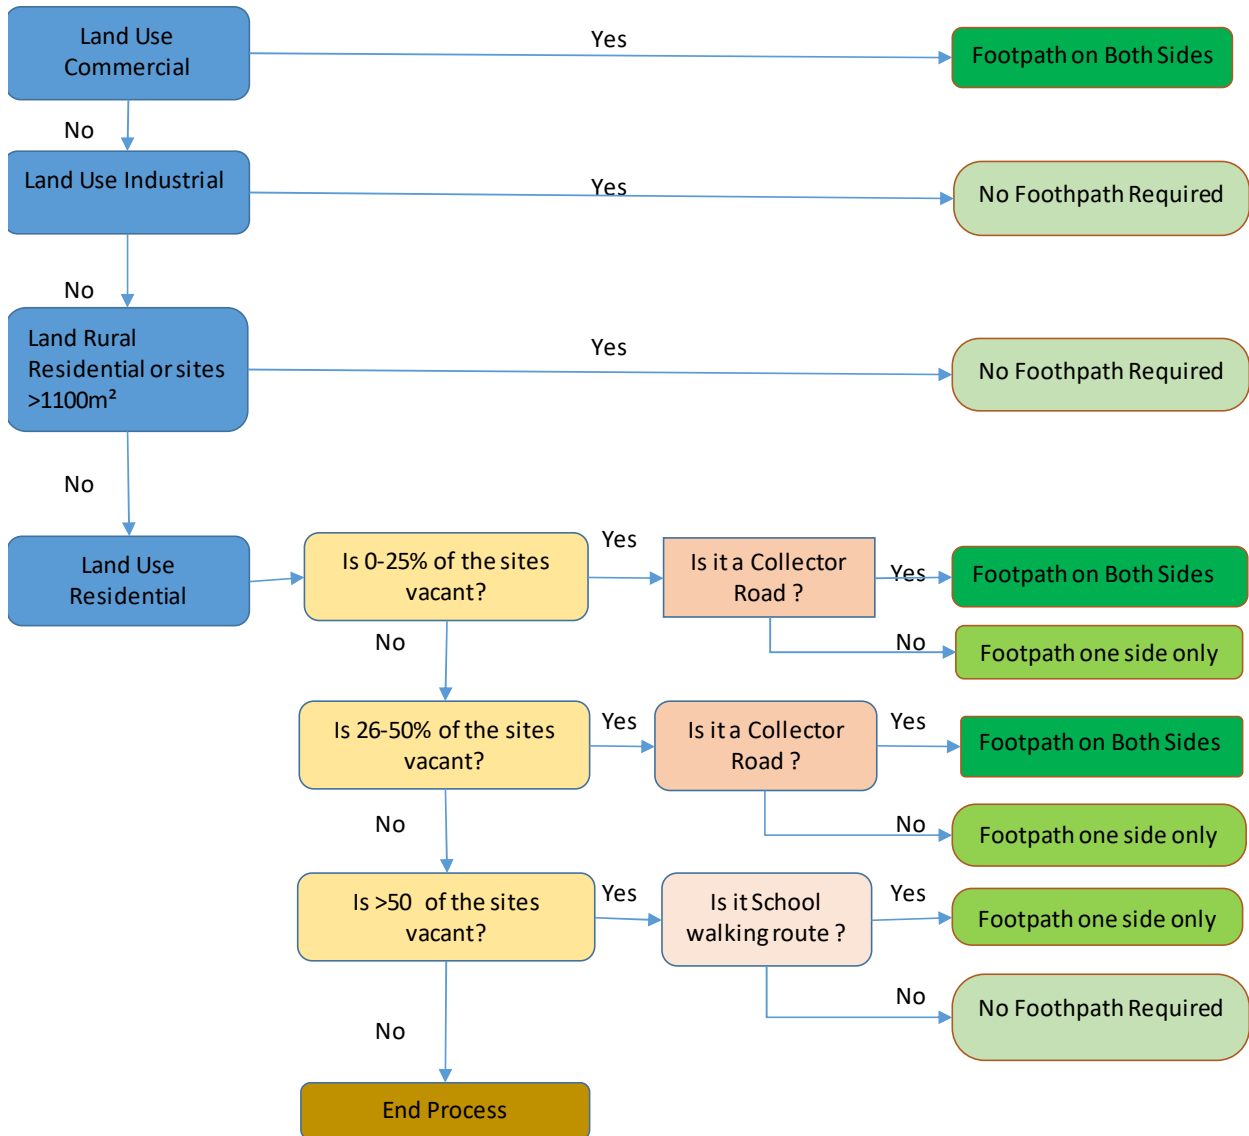 Land Use
Commercial
Yes
Footpath on Both Sides
No
Land Use Industrial
Yes
No Foothpath Required
No
Land Rural
Residential or sites
>1100m²
Yes
No Foothpath Required
No
Land Use
Residential
Is 0-25% of the sites
vacant?
Yes
Is it a Collector
Road ?
Yes
Footpath on Both Sides
No
Footpath one side only
No
Is 26-50% of the sites
vacant?
Yes
Is it a Collector
Road ?
Yes
Footpath on Both Sides
No
Footpath one side only
No
Is >50 of the sites
vacant?
Yes
Is it School
walking route ?
Yes
Footpath one side only
No
No Foothpath Required
No
End Process